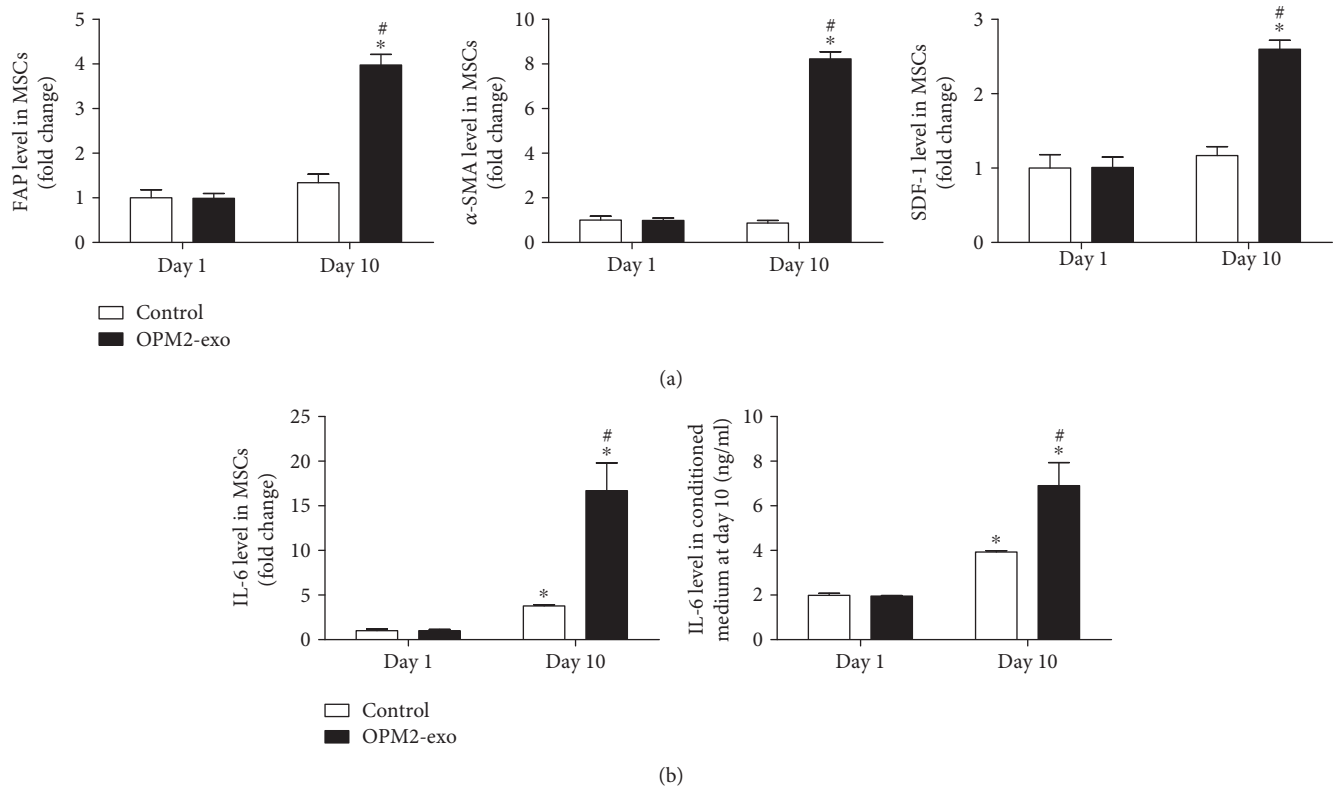 FAP level in MSCs
(fold change)
5
4
3
2
1
0
#
*
Day 1
Day 10
α-SMA level in MSCs
(fold change)
10
8
6
4
2
0
#
*
Day 1
Day 10
SDF-1 level in MSCs
(fold change)
3
2
1
0
#
*
Day 1
Day 10
Control
OPM2-exo
(a)
IL-6 level in MSCs
(fold change)
25
20
15
10
5
0
*
#
*
Day 1
Day 10
IL-6 level in conditioned
medium at day 10 (ng/ml)
10
8
6
4
2
0
*
#
*
Day 1
Day 10
Control
OPM2-exo
(b)